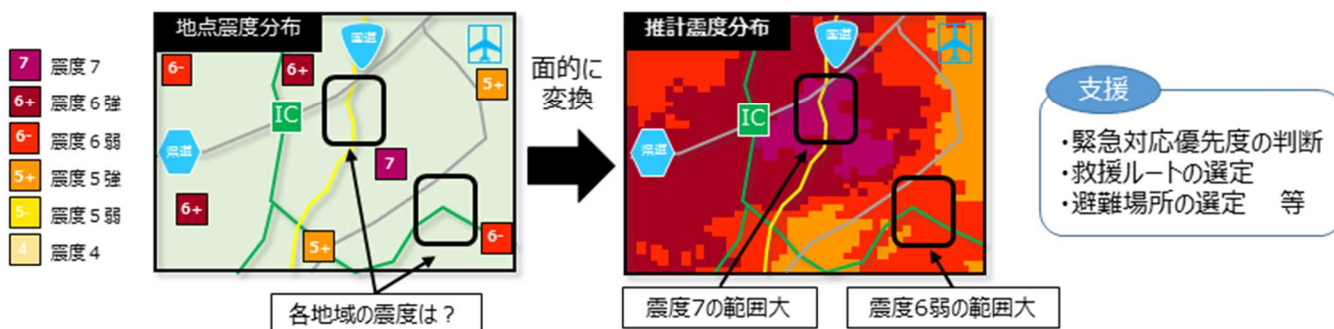 地点震度分布
7 震度7
6+ 震度6強
6- 震度6弱
5+ 震度5強
5- 震度5弱
4 震度4
6-
6+
国道
5+
IC
県道
7
6+
5+
6-
各地域の震度は？
面的に
変換
推計震度分布
国道
IC
県道
震度7の範囲大
震度6弱の範囲大
支援
・緊急対応優先度の判断
・救援ルートの選定
・避難場所の選定 等